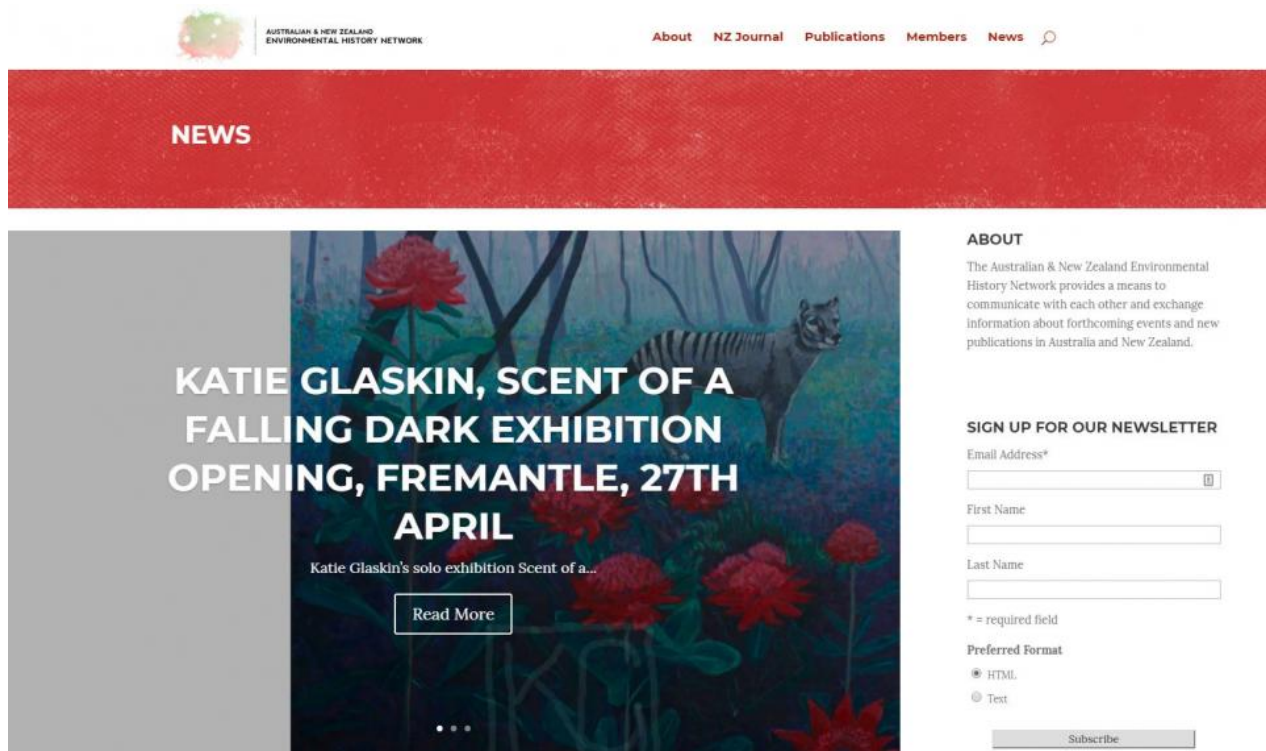 AUSTRALIAN & NEW ZEALAND
ENVIRONMENTAL HISTORY NETWORK
About NZ Journal Publications Members News
NEWS
KATIE GLASKIN, SCENT OF A
FALLING DARK EXHIBITION
OPENING, FREMANTLE, 27TH
APRIL
Katie Glaskin's solo exhibition Scent of a...
Read More
ABOUT
The Australian & New Zealand Environmental
History Network provides a means to
communicate with each other and exchange
information about forthcoming events and new
publications in Australia and New Zealand.
SIGN UP FOR OUR NEWSLETTER
Email Address*
First Name
Last Name
* = required field
Preferred Format
HTML
Text
Subscribe